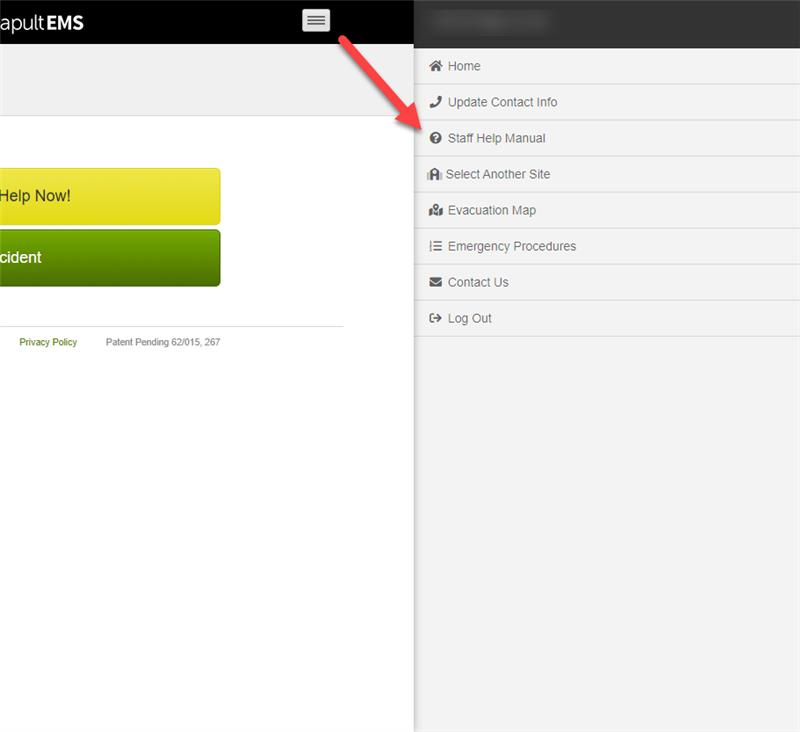 apultEMS
Help Now!
cident
Privacy Policy Patent Pending 62/015, 267
Home
Update Contact Info
Staff Help Manual
Select Another Site
Evacuation Map
Emergency Procedures
Contact Us
Log Out